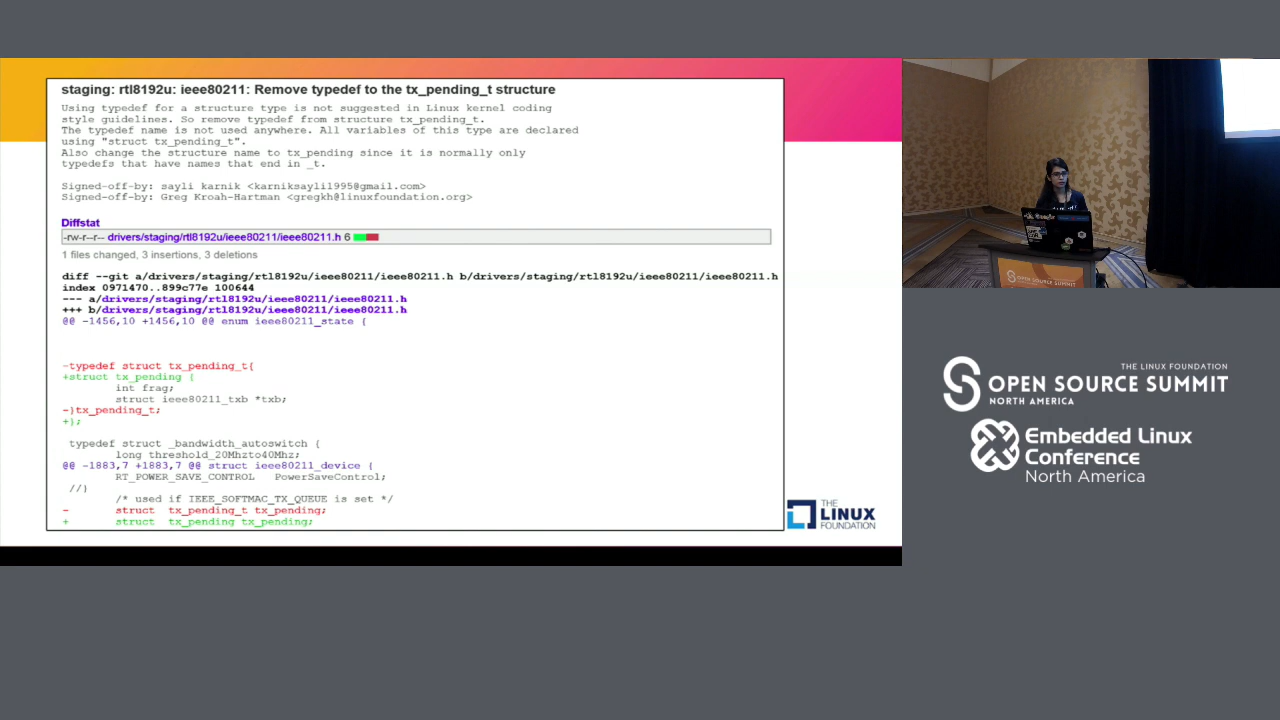 staging: rtl8192u: ieee80211: Remove typedef to the tx_pending_t structure
Using typedef for a structure type is not suggested in Linux kernel coding
style guidelines. So remove typedef from structure tx_pending_t.
The typedef name is not used anywhere. All variables of this type are declared
using "struct tx_pending_t".
Also change the structure name to tx_pending since it is normally only
typedefs that have names that end in _t.
Signed-off-by: sayli karnik <karniksayli1995@gmail.com>
Signed-off-by: Greg Kroah-Hartman <gregkh@linuxfoundation.org>
Diffstat
-rw-r--r-- drivers/staging/rtl8192u/ieee80211/ieee80211.h 6
1 files changed, 3 insertions, 3 deletions
diff --git a/drivers/staging/rtl8192u/ieee80211/ieee80211.h b/drivers/staging/rtl8192u/ieee80211/ieee80211.h
index 0971470..899c77e 100644
--- a/drivers/staging/rtl8192u/ieee80211/ieee80211.h
+++ b/drivers/staging/rtl8192u/ieee80211/ieee80211.h
@@ -1456,10 +1456,10 @@ enum ieee80211_state {
-typedef struct tx_pending_t{
+struct tx_pending {
int frag;
struct ieee80211_txb *txb;
-}tx_pending_t;
+};
typedef struct _bandwidth_autoswitch {
long threshold_20Mhzto40Mhz;
@@ -1883,7 +1883,7 @@ struct ieee80211_device {
RT_POWER_SAVE_CONTROL PowerSaveControl;
//}
/* used if IEEE_SOFTMAC_TX_QUEUE is set */
- struct tx_pending_t tx_pending;
+ struct tx_pending tx_pending;
THE
LINUX
FOUNDATION
OPEN SOURCE SUMMIT
THE LINUX FOUNDATION
OPEN SOURCE SUMMIT
NORTH AMERICA
Embedded Linux
Conference
North America